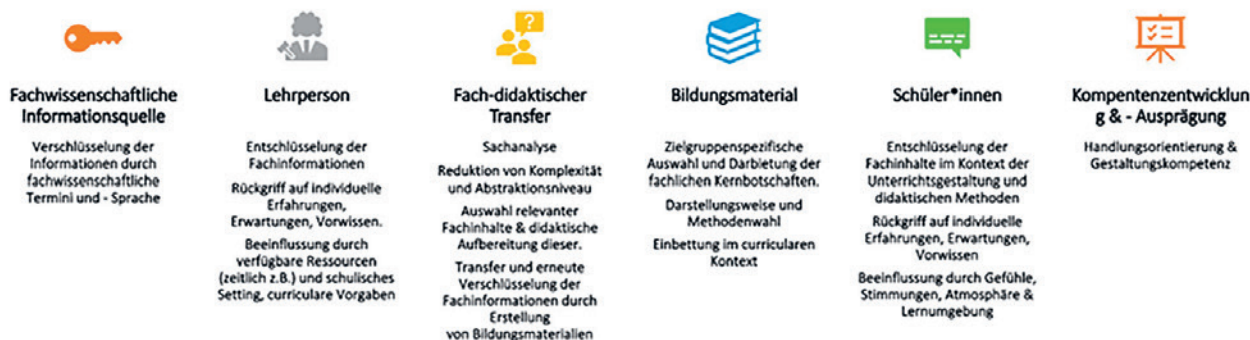 Fachwissenschaftliche
Informationsquelle
Verschlüsselung der
Informationen durch
fachwissenschaftliche
Termini und - Sprache
Lehrperson
Entschlüsselung der
Fachinformationen
Rückgriff auf individuelle
Erfahrungen,
Erwartungen, Vorwissen.
Beeinflussung durch
verfügbare Ressourcen
(zeitlich z.B.) und schulisches
Setting, curriculare Vorgaben
?
Fach-didaktischer
Transfer
Sachanalyse
Reduktion von Komplexität
und Abstraktionsniveau
Auswahl relevanter
Fachinhalte & didaktische
Aufbereitung dieser.
Transfer und erneute
Verschlüsselung der
Fachinformationen durch
Erstellung
von Bildungsmaterialien
Bildungsmaterial
Zielgruppenspezifische
Auswahl und Darbietung der
fachlichen Kernbotschaften.
Darstellungsweise und
Methodenwahl
Einbettung im curricularen
Kontext
Schüler*innen
Entschlüsselung der
Fachinhalte im Kontext der
Unterrichtsgestaltung und
didaktischen Methoden
Rückgriff auf individuelle
Erfahrungen, Erwartungen,
Vorwissen
Beeinflussung durch Gefühle,
Stimmungen, Atmosphäre &
Lernumgebung
Kompentenzentwicklun
g & - Ausprägung
Handlungsorientierung &
Gestaltungskompetenz